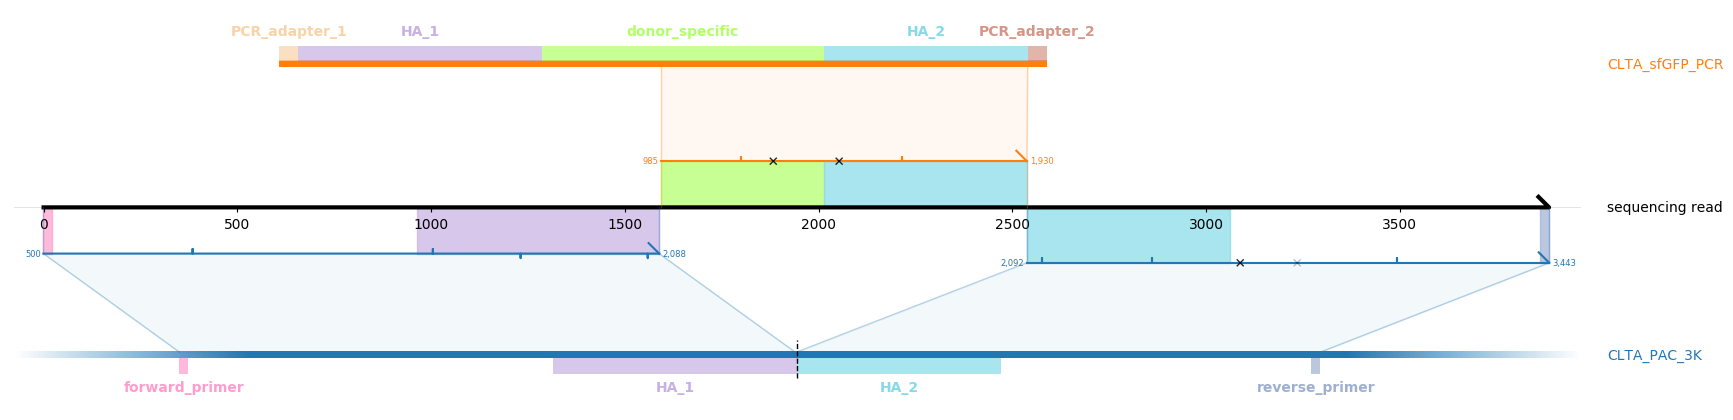 PCR_adapter_1 HA_1 donor_specific HA_2 PCR_adapter_2
CLTA_sfGFP_PCR
985 1,930
sequencing read
0 500 1000 1500 2000 2500 3000 3500
500 2,088 2,092 3,443
CLTA_PAC_3K
forward_primer HA_1 HA_2 reverse_primer